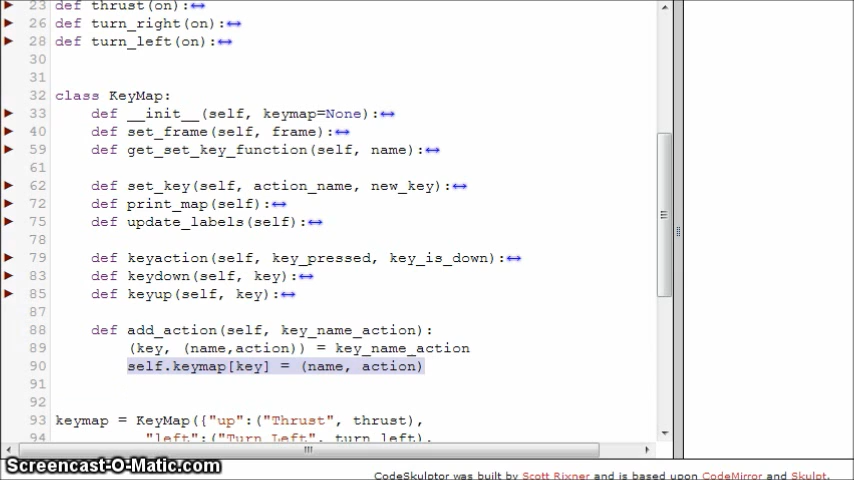 23 def thrust(on):
26 def turn_right(on):
28 def turn_left(on):
30
31
32 class KeyMap:
33 def __init__(self, keymap=None):
40 def set_frame(self, frame):
59 def get_set_key_function(self, name):
61
62 def set_key(self, action_name, new_key):
72 def print_map(self):
75 def update_labels(self):
78
79 def keyaction(self, key_pressed, key_is_down):
83 def keydown(self, key):
85 def keyup(self, key):
87
88 def add_action(self, key_name_action):
89 (key, (name,action)) = key_name_action
90 self.keymap[key] = (name, action)
91
92
93 keymap = KeyMap({"up":("Thrust", thrust),
94 "left":("Turn Left", turn_left),
Screencast-O-Matic.com
CodeSkulptor was built by Scott Rixner and is based upon CodeMirror and Skulpt.